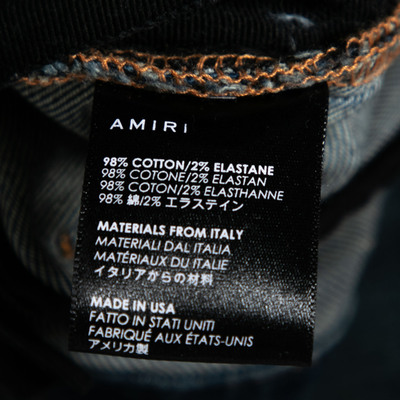 AMIRI
98% COTTON/2% ELASTANE
98% COTONE/2% ELASTAN
98% COTON/2% ELASTHANNE
98% 綿/2% エラステイン
MATERIALS FROM ITALY
MATERIALI DAL ITALIA
MATÉRIAUX DU ITALIE
イタリアからの材料
MADE IN USA
FATTO IN STATI UNITI
FABRIQUÉ AUX ÉTATS-UNIS
アメリカ製